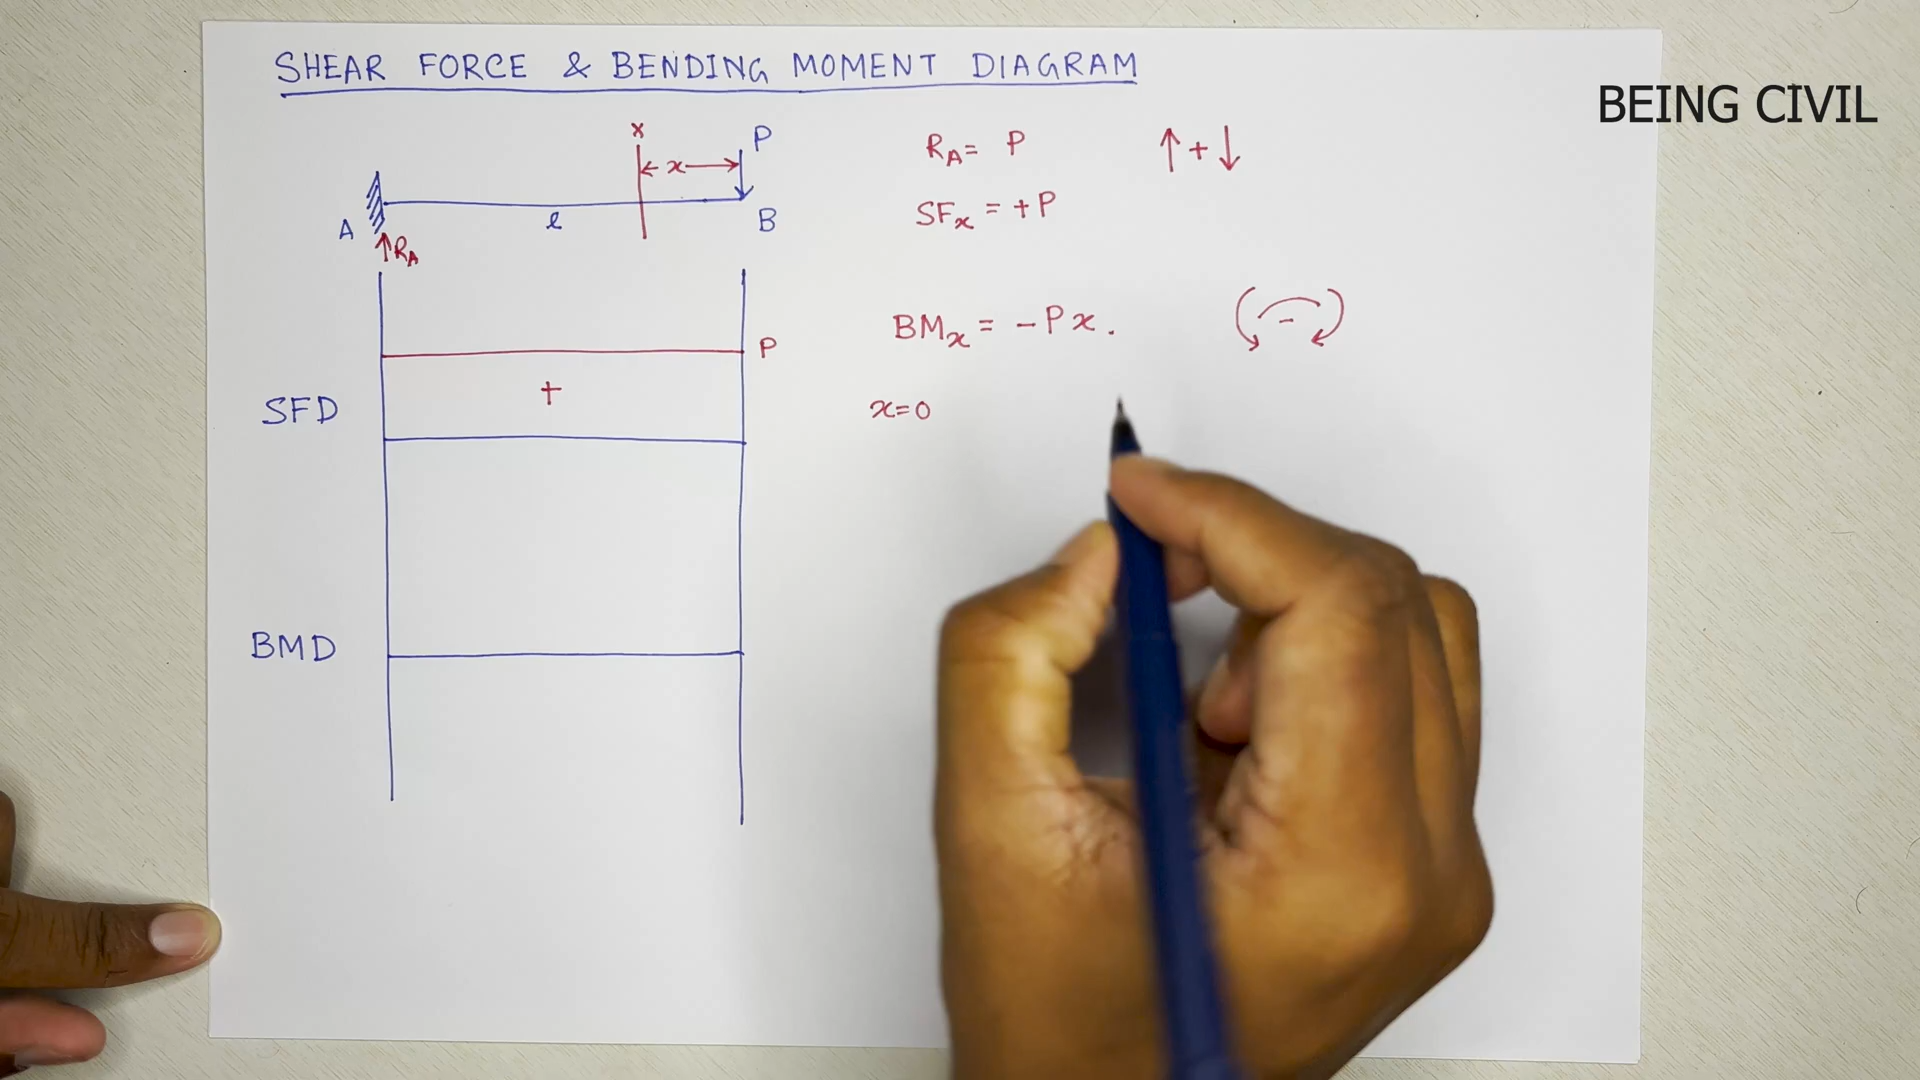 SHEAR FORCE & BENDING MOMENT DIAGRAM
BEING CIVIL
x
P
x
A
l
B
↑RA
RA = P
↑+↓
SFx = +P
BMx = -Px.
-
P
+
SFD
x=0
BMD